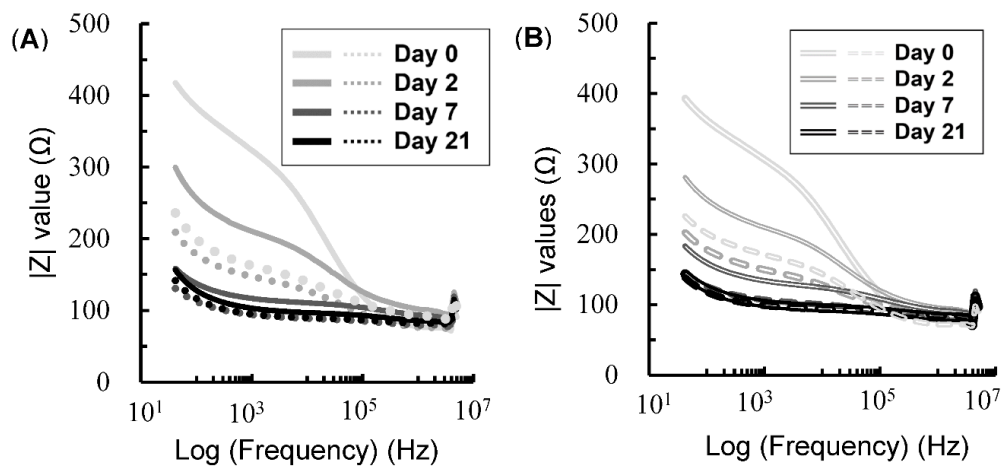 (A)
|Z| value (Ω)
500
400
300
200
100
0
Day 0
Day 2
Day 7
Day 21
10¹ 10³ 10⁵ 10⁷
Log (Frequency) (Hz)
(B)
|Z| values (Ω)
500
400
300
200
100
0
Day 0
Day 2
Day 7
Day 21
10¹ 10³ 10⁵ 10⁷
Log (Frequency) (Hz)